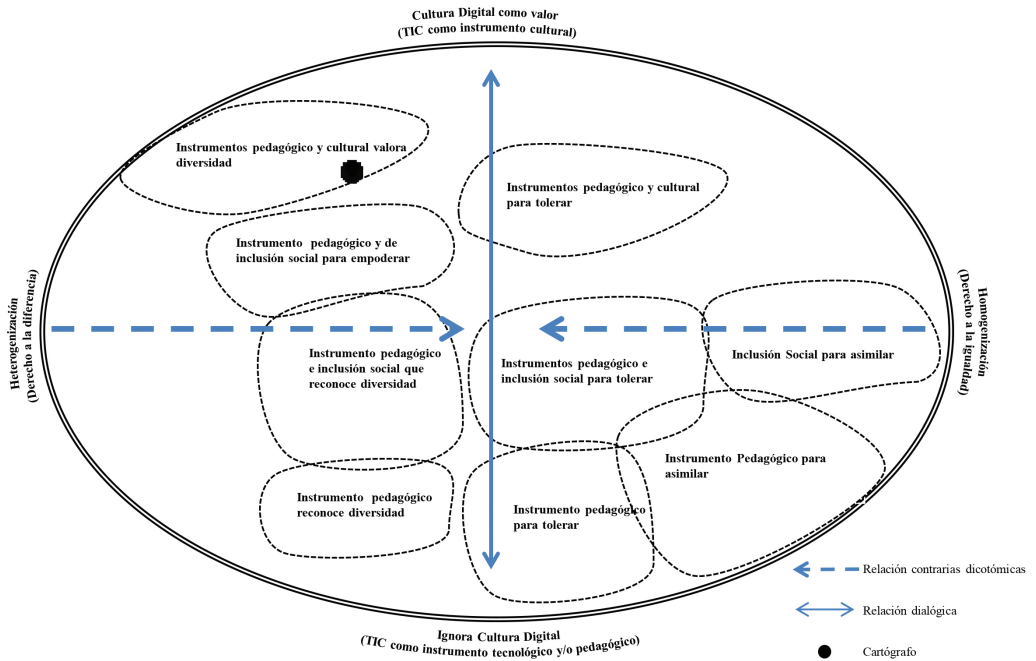 Cultura Digital como valor
(TIC como instrumento cultural)
Instrumentos pedagógico y cultural valora
diversidad
Instrumentos pedagógico y cultural
para tolerar
Instrumento pedagógico y de
inclusión social para empoderar
Heterogenización
(Derecho a la diferencia)
Homogenización
(Derecho a la igualdad)
Instrumento pedagógico
e inclusión social que
reconoce diversidad
Instrumentos pedagógico e
inclusión social para tolerar
Inclusión Social para asimilar
Instrumento Pedagógico para
asimilar
Instrumento pedagógico
reconoce diversidad
Instrumento pedagógico
para tolerar
Relación contrarias dicotómicas
Relación dialógica
Cartógrafo
Ignora Cultura Digital
(TIC como instrumento tecnológico y/o pedagógico)